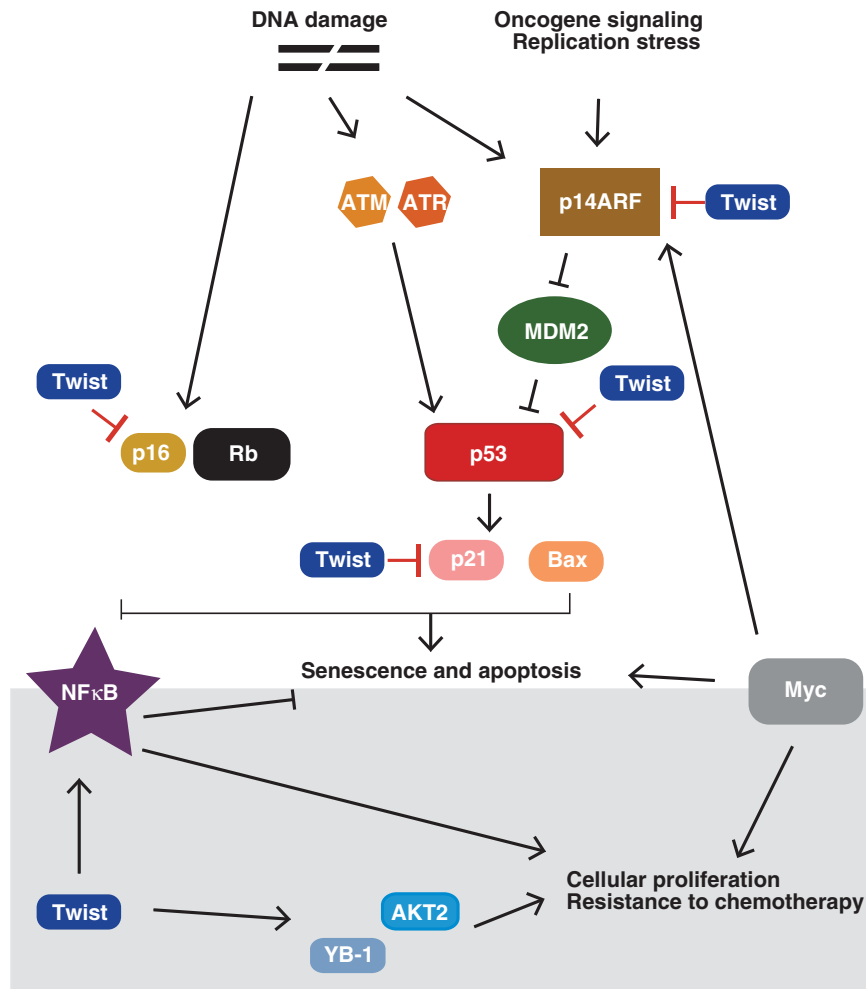 DNA damage
Oncogene signaling
Replication stress
ATM
ATR
p14ARF
Twist
MDM2
Twist
Twist
p16
Rb
p53
Twist
p21
Bax
Senescence and apoptosis
NFκB
Myc
Cellular proliferation
Resistance to chemotherapy
Twist
AKT2
YB-1